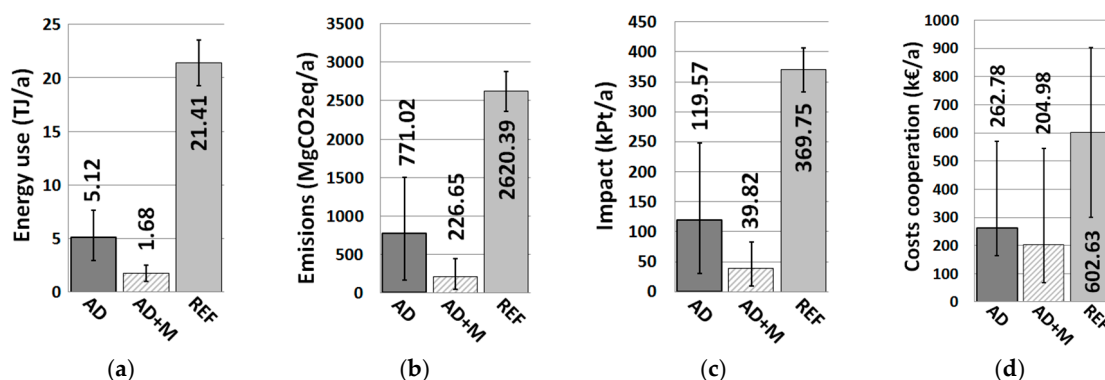 Energy use (TJ/a)
25
20
15
10
5
0
5.12
1.68
21.41
AD
AD+M
REF
(a)
Emisions (MgCO2eq/a)
3500
3000
2500
2000
1500
1000
500
0
771.02
226.65
2620.39
AD
AD+M
REF
(b)
Impact (kPt/a)
450
400
350
300
250
200
150
100
50
0
119.57
39.82
369.75
AD
AD+M
REF
(c)
Costs cooperation (k€/a)
1000
900
800
700
600
500
400
300
200
100
0
262.78
204.98
602.63
AD
AD+M
REF
(d)